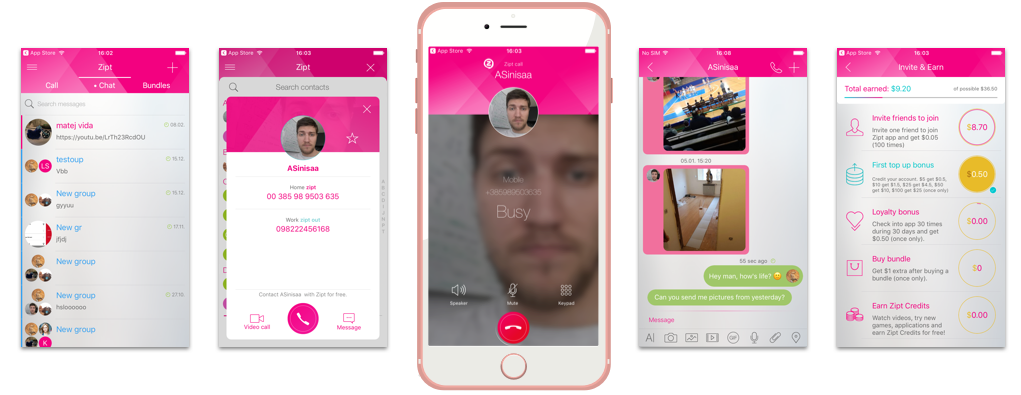 App Store 16:02
Zipt
Call • Chat Bundles
Search messages
matej vida 08.02.
https://youtu.be/LrTh23RcdOU
testoup 15.12.
LS Vbb
New group 15.12.
gyyuu
New gr 17.11.
jfjdj
New group
New group 27.10.
hsloooooo
New group
K
App Store 16:03
Zipt
Search contacts
ASinisaa
Home zipt
00 385 98 9503 635
Work zipt out
098222456168
Contact ASinisaa with Zipt for free.
Video call
Message
App Store 16:03
Zipt call
ASinisaa
Mobile
+385989503635
Busy
Speaker Mute Keypad
No SIM 16:08
ASinisaa
05.01. 15:20
55 sec ago
Hey man, how's life?
Can you send me pictures from yesterday?
Message
A GIF
App Store 16:03
Invite & Earn
Total earned: $9.20 of possible $36.50
Invite friends to join
Invite one friend to join
Zipt app and get $0.05
(100 times)
$8.70
First top up bonus
Credit your account: $5 get $0.5,
$10 get $1.5, $25 get $4.5, $50
get $10, $100 get $25 (once only)
$0.50
Loyalty bonus
Check into app 30 times
during 30 days and get
$0.50 (once only).
$0.00
Buy bundle
Get $1 extra after buying a
bundle (once only).
$0
Earn Zipt Credits
Watch videos, try new
games, applications and
earn Zipt Credits for free!
$0.00